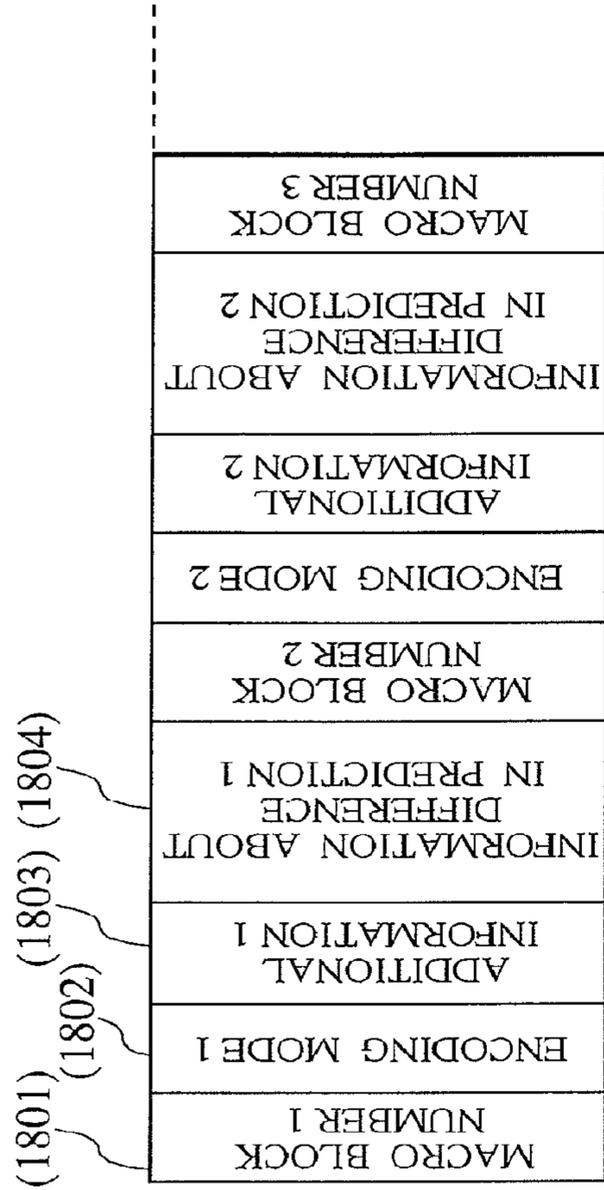 (1801)
MACRO BLOCK
NUMBER 1
(1802)
ENCODING MODE 1
(1803)
ADDITIONAL
INFORMATION 1
(1804)
INFORMATION ABOUT
DIFFERENCE
IN PREDICTION 1
MACRO BLOCK
NUMBER 2
ENCODING MODE 2
ADDITIONAL
INFORMATION 2
INFORMATION ABOUT
DIFFERENCE
IN PREDICTION 2
MACRO BLOCK
NUMBER 3